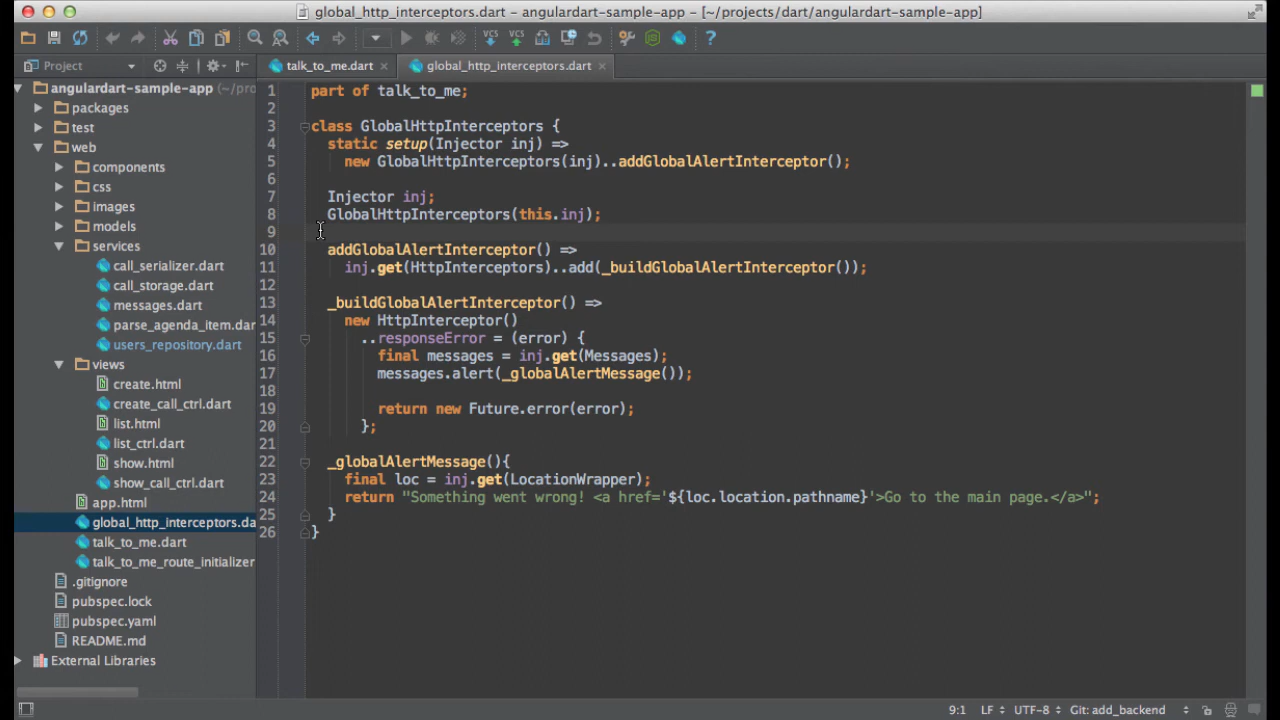 global_http_interceptors.dart – angulardart-sample-app – [~/projects/dart/angulardart-sample-app]
VCS VCS ?
Project talk_to_me.dart global_http_interceptors.dart
angulardart-sample-app (~/pro
packages
test
web
components
css
images
models
services
call_serializer.dart
call_storage.dart
messages.dart
parse_agenda_item.dar
users_repository.dart
views
create.html
create_call_ctrl.dart
list.html
list_ctrl.dart
show.html
show_call_ctrl.dart
app.html
global_http_interceptors.da
talk_to_me.dart
talk_to_me_route_initializer
.gitignore
pubspec.lock
pubspec.yaml
README.md
External Libraries
1 part of talk_to_me;
2
3 class GlobalHttpInterceptors {
4 static setup(Injector inj) =>
5 new GlobalHttpInterceptors(inj)..addGlobalAlertInterceptor();
6
7 Injector inj;
8 GlobalHttpInterceptors(this.inj);
9
10 addGlobalAlertInterceptor() =>
11 inj.get(HttpInterceptors)..add(_buildGlobalAlertInterceptor());
12
13 _buildGlobalAlertInterceptor() =>
14 new HttpInterceptor()
15 ..responseError = (error) {
16 final messages = inj.get(Messages);
17 messages.alert(_globalAlertMessage());
18
19 return new Future.error(error);
20 };
21
22 _globalAlertMessage(){
23 final loc = inj.get(LocationWrapper);
24 return "Something went wrong! <a href='${loc.location.pathname}'>Go to the main page.</a>";
25 }
26 }
9:1 LF UTF-8 Git: add_backend